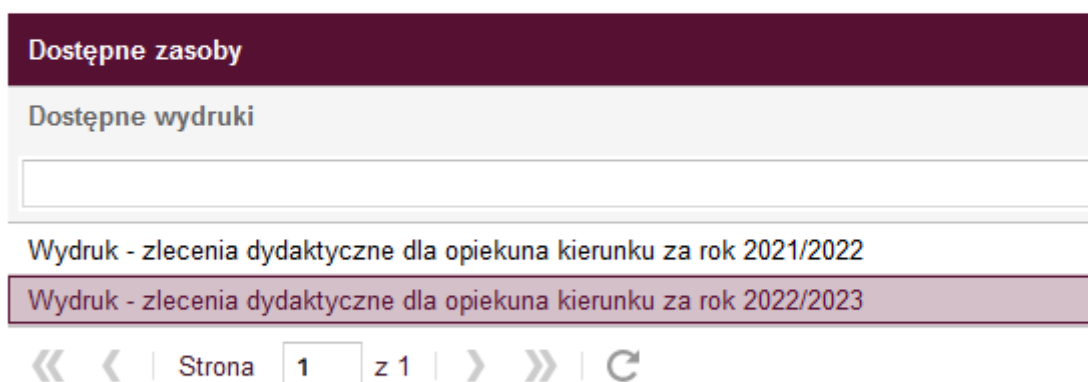 Dostępne zasoby
Dostępne wydruki
Wydruk - zlecenia dydaktyczne dla opiekuna kierunku za rok 2021/2022
Wydruk - zlecenia dydaktyczne dla opiekuna kierunku za rok 2022/2023
Strona 1 z 1